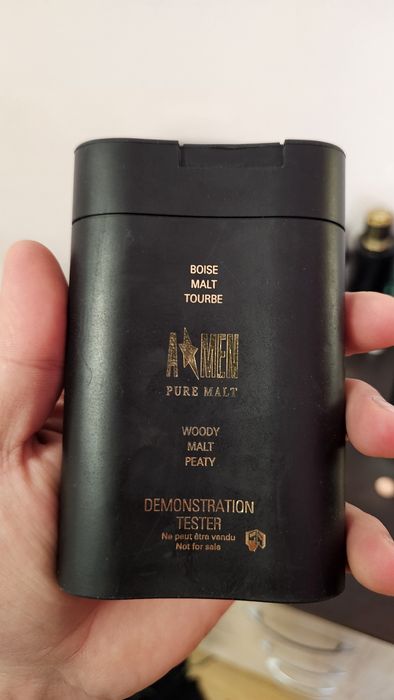 BOISE
MALT
TOURBE
A★MEN
PURE MALT
WOODY
MALT
PEATY
DEMONSTRATION
TESTER
Ne peut être vendu
Not for sale